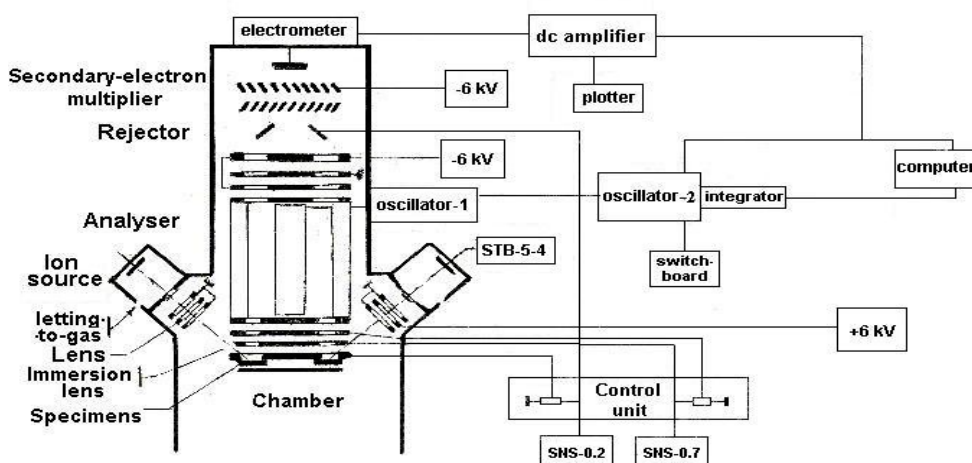 electrometer
dc amplifier
Secondary-electron
multiplier
-6 kV
plotter
Rejector
-6 kV
computer
oscillator-1
oscillator-2
integrator
Analyser
STB-5-4
switch-
board
Ion
source
letting-
to-gas
+6 kV
Lens
Immersion
lens
Specimens
Chamber
Control
unit
SNS-0.2
SNS-0.7